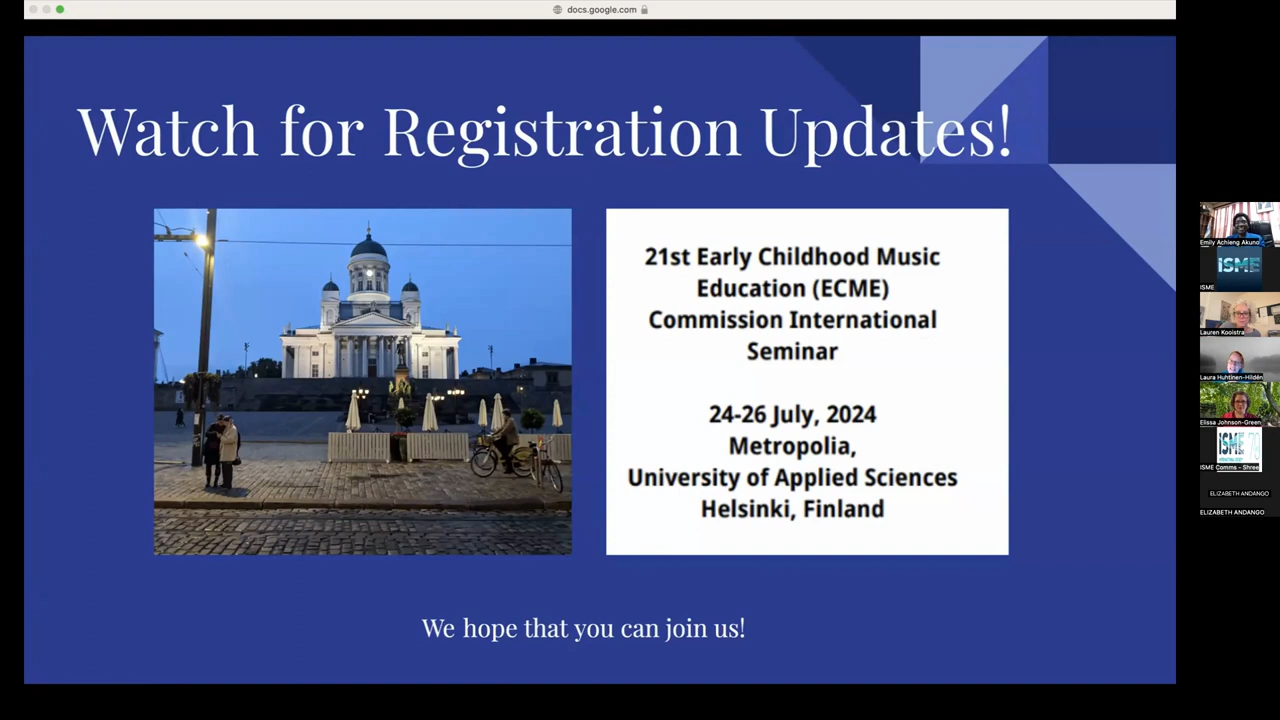 docs.google.com
Watch for Registration Updates!
21st Early Childhood Music
Education (ECME)
Commission International
Seminar
24-26 July, 2024
Metropolia,
University of Applied Sciences
Helsinki, Finland
We hope that you can join us!
Emily Achieng Akuno
ISME
ISME
Lauren Kooistra
Laura Huhtinen-Hildén
Elissa Johnson-Green
ISME
ISME Comms - Shree
ELIZABETH ANDANGO
ELIZABETH ANDANGO